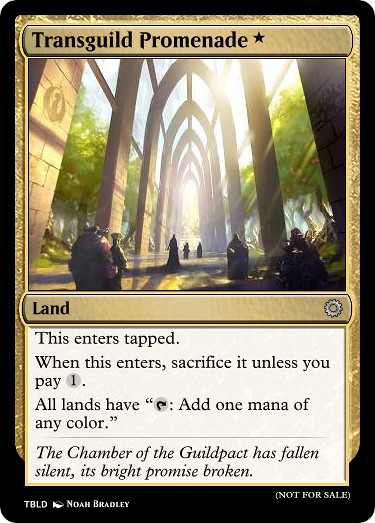 Transguild Promenade ★
Land
This enters tapped.
When this enters, sacrifice it unless you
pay 1.
All lands have “T: Add one mana of
any color.”
The Chamber of the Guildpact has fallen
silent, its bright promise broken.
TBLD Noah Bradley
(NOT FOR SALE)